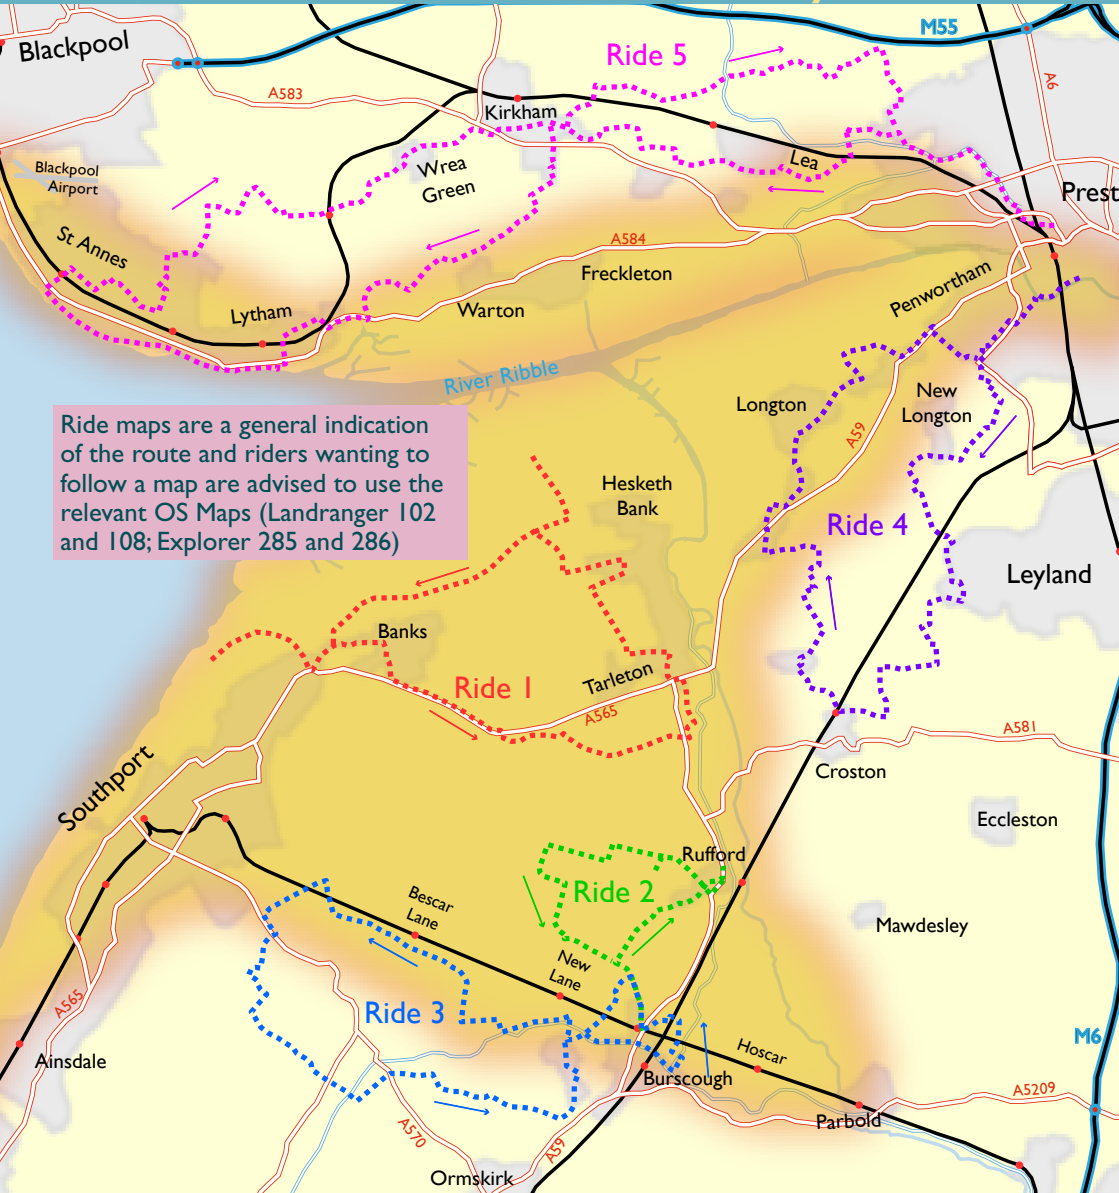 M55
Blackpool
Ride 5
A583
A6
Kirkham
Lea
Blackpool
Airport
Wrea
Green
Prest
St Annes
A584
Freckleton
Penwortham
Lytham
Warton
River Ribble
New
Longton
Longton
A59
Ride maps are a general indication
of the route and riders wanting to
follow a map are advised to use the
relevant OS Maps (Landranger 102
and 108; Explorer 285 and 286)
Hesketh
Bank
Ride 4
Leyland
Banks
Tarleton
Ride 1
A565
A581
Southport
Croston
Eccleston
Rufford
Ride 2
Bescar
Lane
Mawdesley
New
Lane
A565
Ride 3
M6
Ainsdale
Hoscar
Burscough
A5209
Parbold
A570
A59
Ormskirk